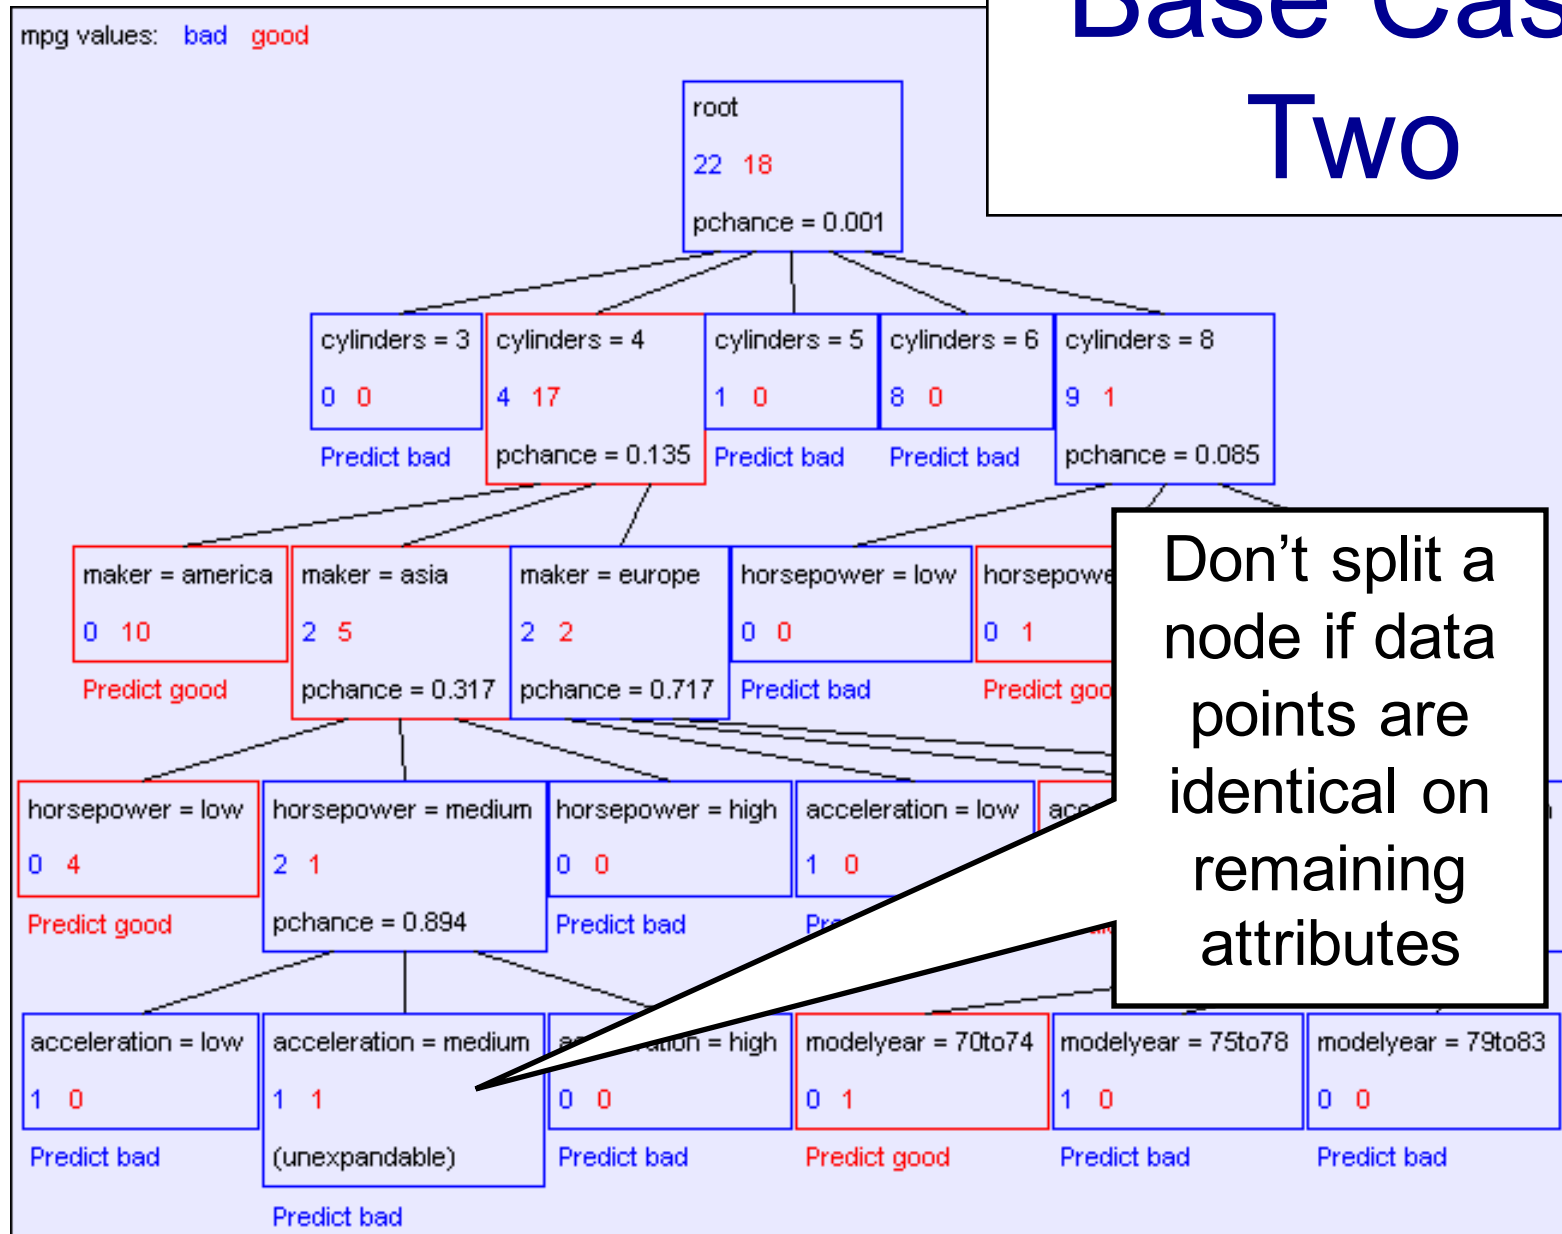 Base Case
Two
mpg values: bad good
root
22 18
pchance = 0.001
cylinders = 3 cylinders = 4 cylinders = 5 cylinders = 6 cylinders = 8
0 0 4 17 1 0 8 0 9 1
Predict bad pchance = 0.135 Predict bad Predict bad pchance = 0.085
maker = america maker = asia maker = europe horsepower = low horsepowe
0 10 2 5 2 2 0 0 0 1
Predict good pchance = 0.317 pchance = 0.717 Predict bad Predict goo
Don’t split a
node if data
points are
identical on
remaining
attributes
horsepower = low horsepower = medium horsepower = high acceleration = low
0 4 2 1 0 0 1 0
Predict good pchance = 0.894 Predict bad
acceleration = low acceleration = medium acceleration = high modelyear = 70to74 modelyear = 75to78 modelyear = 79to83
1 0 1 1 0 0 0 1 1 0 0 0
Predict bad (unexpandable) Predict bad Predict good Predict bad Predict bad
Predict bad